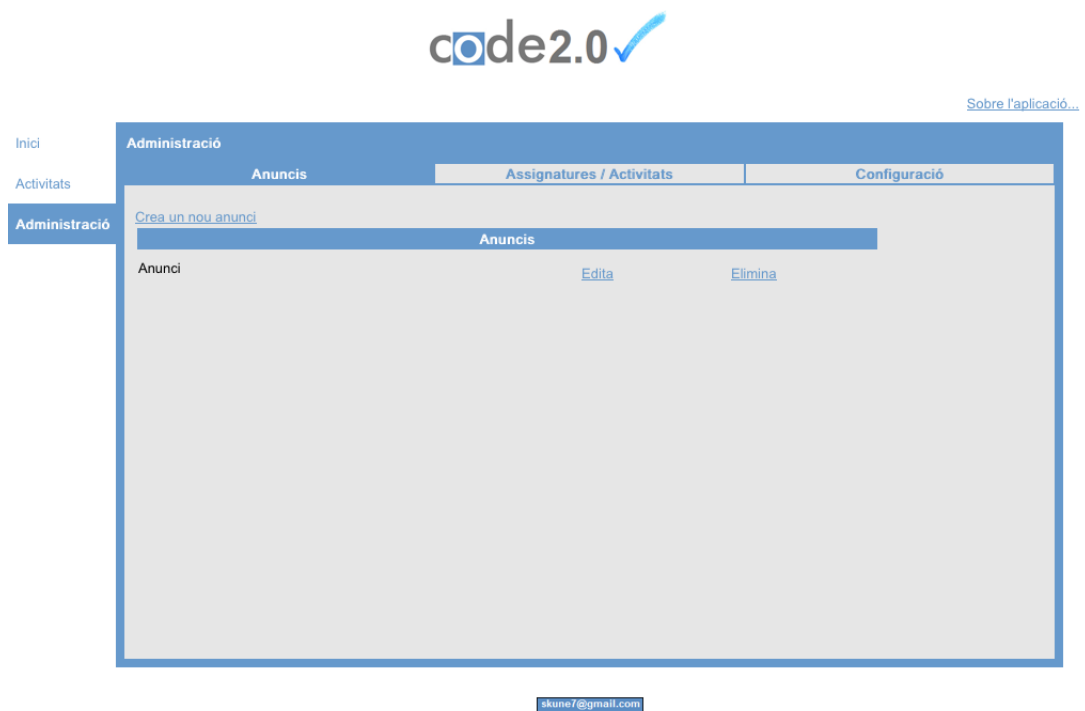 code2.0
Sobre l'aplicació...
Inici
Activitats
Administració
Administració
Anuncis Assignatures / Activitats Configuració
Crea un nou anunci
Anuncis
Anunci Edita Elimina
skune7@gmail.com